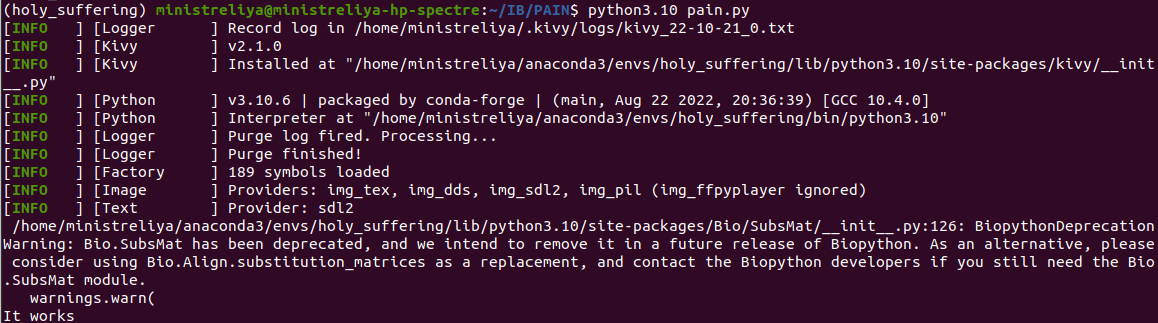 (holy_suffering) ministreliya@ministreliya-hp-spectre:~/IB/PAIN$ python3.10 pain.py
[INFO   ] [Logger      ] Record log in /home/ministreliya/.kivy/logs/kivy_22-10-21_0.txt
[INFO   ] [Kivy        ] v2.1.0
[INFO   ] [Kivy        ] Installed at "/home/ministreliya/anaconda3/envs/holy_suffering/lib/python3.10/site-packages/kivy/__init
__.py"
[INFO   ] [Python      ] v3.10.6 | packaged by conda-forge | (main, Aug 22 2022, 20:36:39) [GCC 10.4.0]
[INFO   ] [Python      ] Interpreter at "/home/ministreliya/anaconda3/envs/holy_suffering/bin/python3.10"
[INFO   ] [Logger      ] Purge log fired. Processing...
[INFO   ] [Logger      ] Purge finished!
[INFO   ] [Factory     ] 189 symbols loaded
[INFO   ] [Image       ] Providers: img_tex, img_dds, img_sdl2, img_pil (img_ffpyplayer ignored)
[INFO   ] [Text        ] Provider: sdl2
 /home/ministreliya/anaconda3/envs/holy_suffering/lib/python3.10/site-packages/Bio/SubsMat/__init__.py:126: BiopythonDeprecation
Warning: Bio.SubsMat has been deprecated, and we intend to remove it in a future release of Biopython. As an alternative, please
 consider using Bio.Align.substitution_matrices as a replacement, and contact the Biopython developers if you still need the Bio
.SubsMat module.
   warnings.warn(
It works